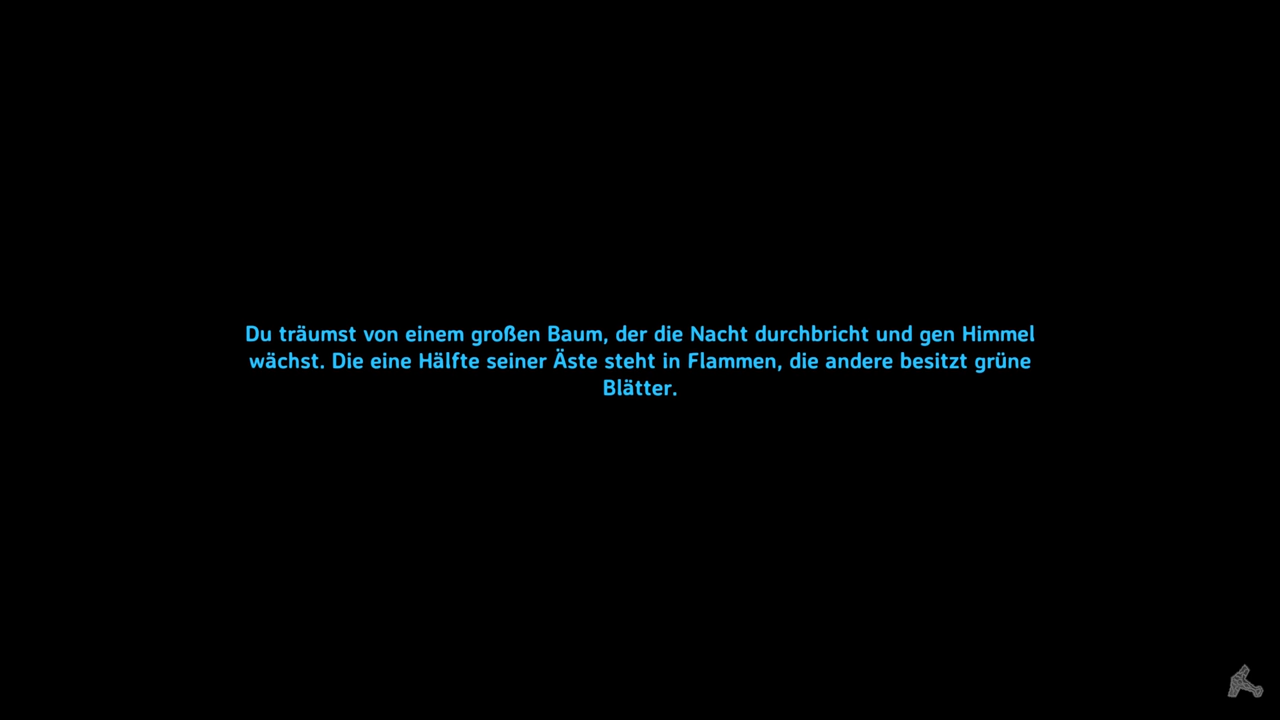 Du träumst von einem großen Baum, der die Nacht durchbricht und gen Himmel
wächst. Die eine Hälfte seiner Äste steht in Flammen, die andere besitzt grüne
Blätter.